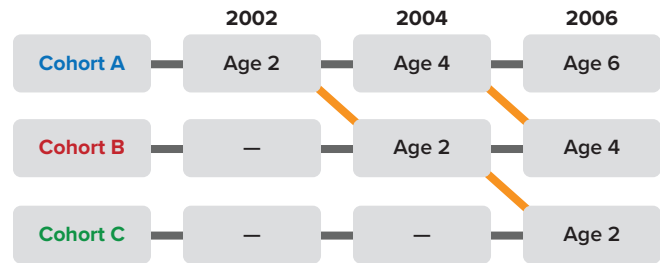 2002 2004 2006
Cohort A Age 2 Age 4 Age 6
Cohort B — Age 2 Age 4
Cohort C — — Age 2